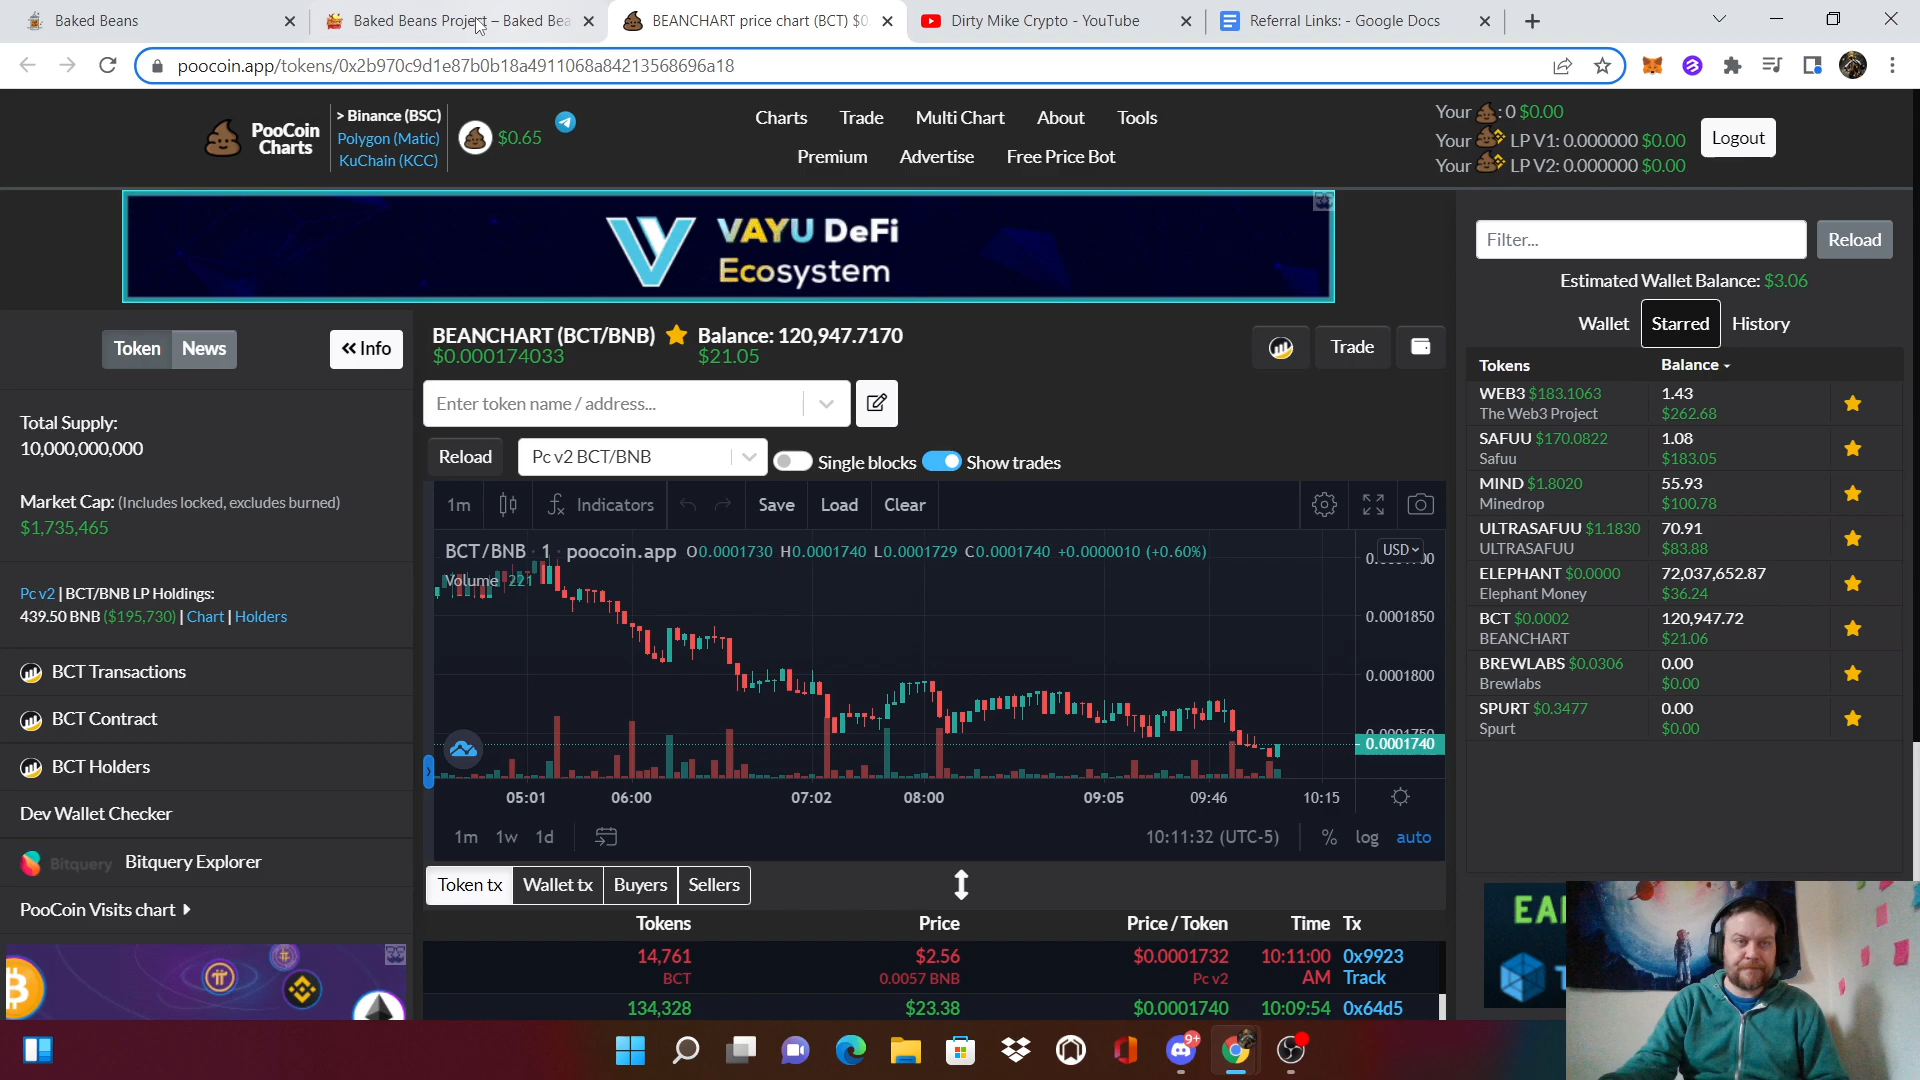 Baked Beans
Baked Beans Project – Baked Bea
BEANCHART price chart (BCT) $0
Dirty Mike Crypto - YouTube
Referral Links: - Google Docs
poocoin.app/tokens/0x2b970c9d1e87b0b18a4911068a84213568696a18
PooCoin
Charts
> Binance (BSC)
Polygon (Matic)
KuChain (KCC)
$0.65
Charts Trade Multi Chart About Tools
Premium Advertise Free Price Bot
Your : 0 $0.00
Your LP V1: 0.000000 $0.00
Your LP V2: 0.000000 $0.00
Logout
VAYU DeFi
Ecosystem
Filter...
Reload
Estimated Wallet Balance: $3.06
Wallet Starred History
Tokens Balance
WEB3 $183.1063 1.43
The Web3 Project $262.68
SAFUU $170.0822 1.08
Safuu $183.05
MIND $1.8020 55.93
Minedrop $100.78
ULTRASAFUU $1.1830 70.91
ULTRASAFUU $83.88
ELEPHANT $0.0000 72,037,652.87
Elephant Money $36.24
BCT $0.0002 120,947.72
BEANCHART $21.06
BREWLABS $0.0306 0.00
Brewlabs $0.00
SPURT $0.3477 0.00
Spurt $0.00
Token News
Info
Total Supply:
10,000,000,000
Market Cap: (Includes locked, excludes burned)
$1,735,465
Pc v2 | BCT/BNB LP Holdings:
439.50 BNB ($195,730) | Chart | Holders
BCT Transactions
BCT Contract
BCT Holders
Dev Wallet Checker
Bitquery Bitquery Explorer
PooCoin Visits chart
BEANCHART (BCT/BNB) Balance: 120,947.7170
$0.000174033 $21.05
Trade
Enter token name / address...
Reload Pc v2 BCT/BNB Single blocks Show trades
1m Indicators Save Load Clear
BCT/BNB · 1 · poocoin.app O0.0001730 H0.0001740 L0.0001729 C0.0001740 +0.0000010 (+0.60%)
Volume 221
USD
0.0001850
0.0001800
0.0001740
05:01 06:00 07:02 08:00 09:05 09:46 10:15
1m 1w 1d
10:11:32 (UTC-5) % log auto
Token tx Wallet tx Buyers Sellers
Tokens Price Price / Token Time Tx
14,761 $2.56 $0.0001732 10:11:00 0x9923
BCT 0.0057 BNB Pc v2 AM Track
134,328 $23.38 $0.0001740 10:09:54 0x64d5
9+